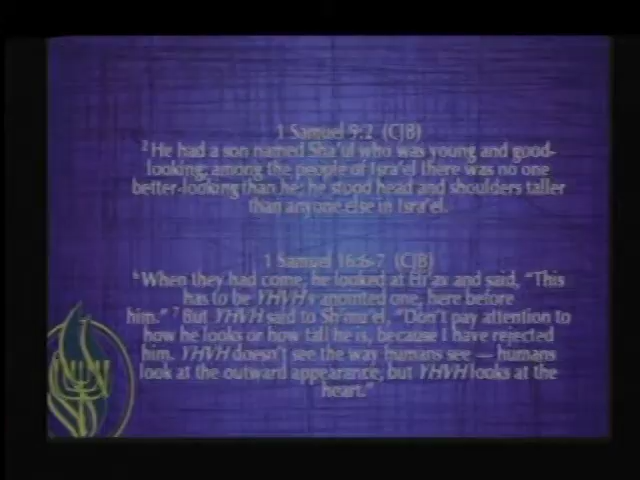 1 Samuel 9:2 (CJB)
2 He had a son named Sha'ul who was young and good-
looking; among the people of Isra'el there was no one
better-looking than he; he stood head and shoulders taller
than anyone else in Isra'el.
1 Samuel 16:6-7 (CJB)
6 When they had come, he looked at Eli'av and said, "This
has to be YHVH's anointed one, here before
him." 7 But YHVH said to Sh'mu'el, "Don't pay attention to
how he looks or how tall he is, because I have rejected
him. YHVH doesn't see the way humans see — humans
look at the outward appearance, but YHVH looks at the
heart."